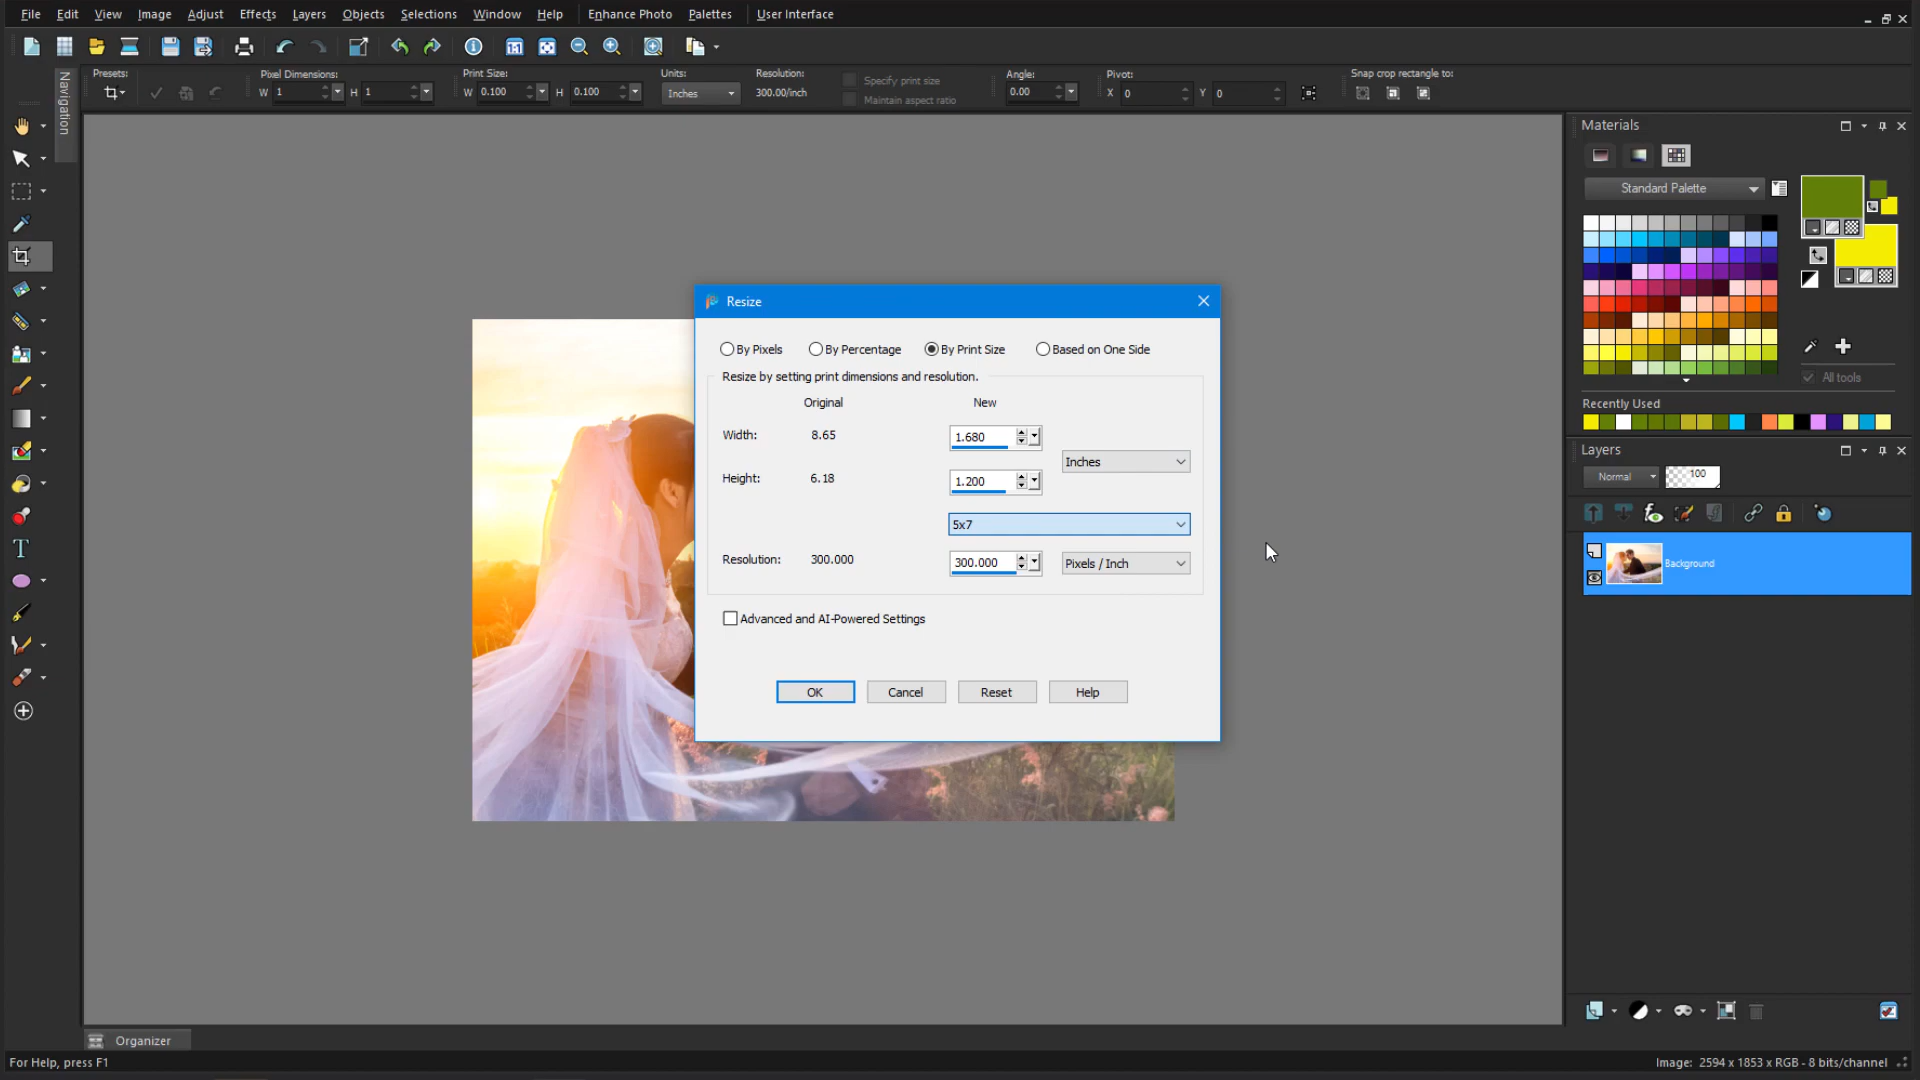 File Edit View Image Adjust Effects Layers Objects Selections Window Help Enhance Photo Palettes User Interface
Presets: Pixel Dimensions: Print Size: Units: Resolution: Specify print size Angle: Pivot: Snap crop rectangle to:
W 1 H 1 W 0.100 H 0.100 Inches 300.00/inch Maintain aspect ratio 0.00 X 0 Y 0
Navigation
Materials
Standard Palette
All tools
Recently Used
Layers
Normal 100
Background
Resize
By Pixels By Percentage By Print Size Based on One Side
Resize by setting print dimensions and resolution.
Original New
Width: 8.65 1.680
Inches
Height: 6.18 1.200
5x7
Resolution: 300.000 300.000 Pixels / Inch
Advanced and AI-Powered Settings
OK Cancel Reset Help
Organizer
For Help, press F1 Image: 2594 x 1853 x RGB - 8 bits/channel